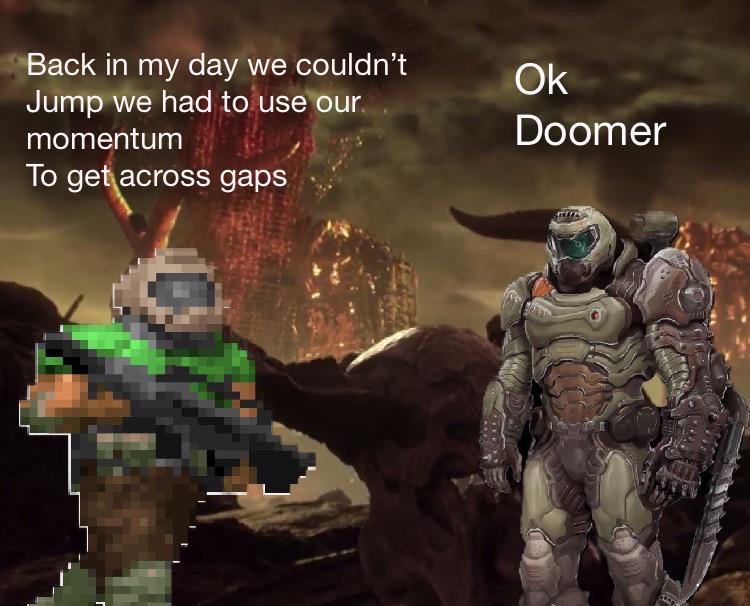 Back in my day we couldn’t
Jump we had to use our
momentum
To get across gaps
Ok
Doomer